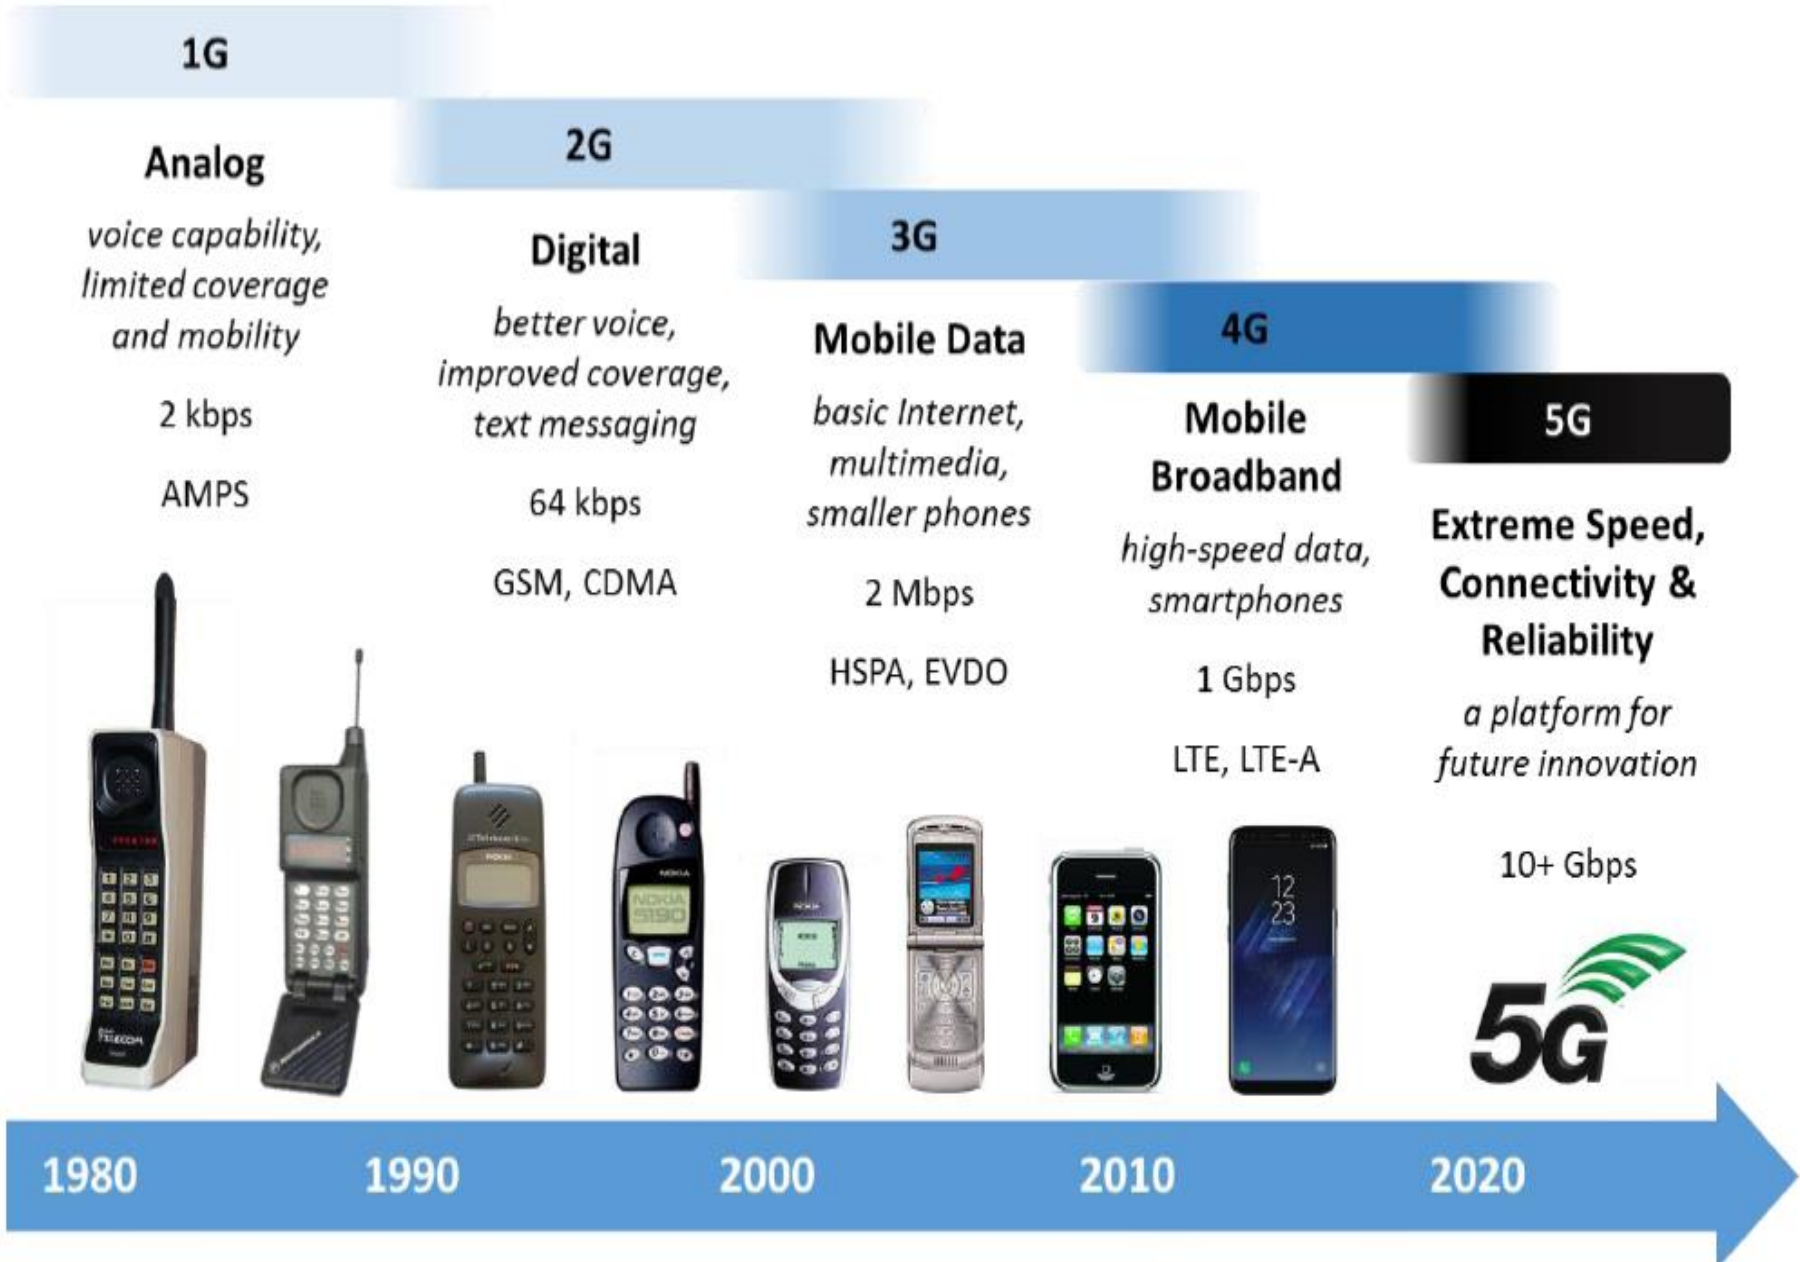 1G
Analog
voice capability,
limited coverage
and mobility
2 kbps
AMPS
2G
Digital
better voice,
improved coverage,
text messaging
64 kbps
GSM, CDMA
3G
Mobile Data
basic Internet,
multimedia,
smaller phones
2 Mbps
HSPA, EVDO
4G
Mobile
Broadband
high-speed data,
smartphones
1 Gbps
LTE, LTE-A
5G
Extreme Speed,
Connectivity &
Reliability
a platform for
future innovation
10+ Gbps
NOKIA
NOKIA
5190
12
23
5G
1980
1990
2000
2010
2020